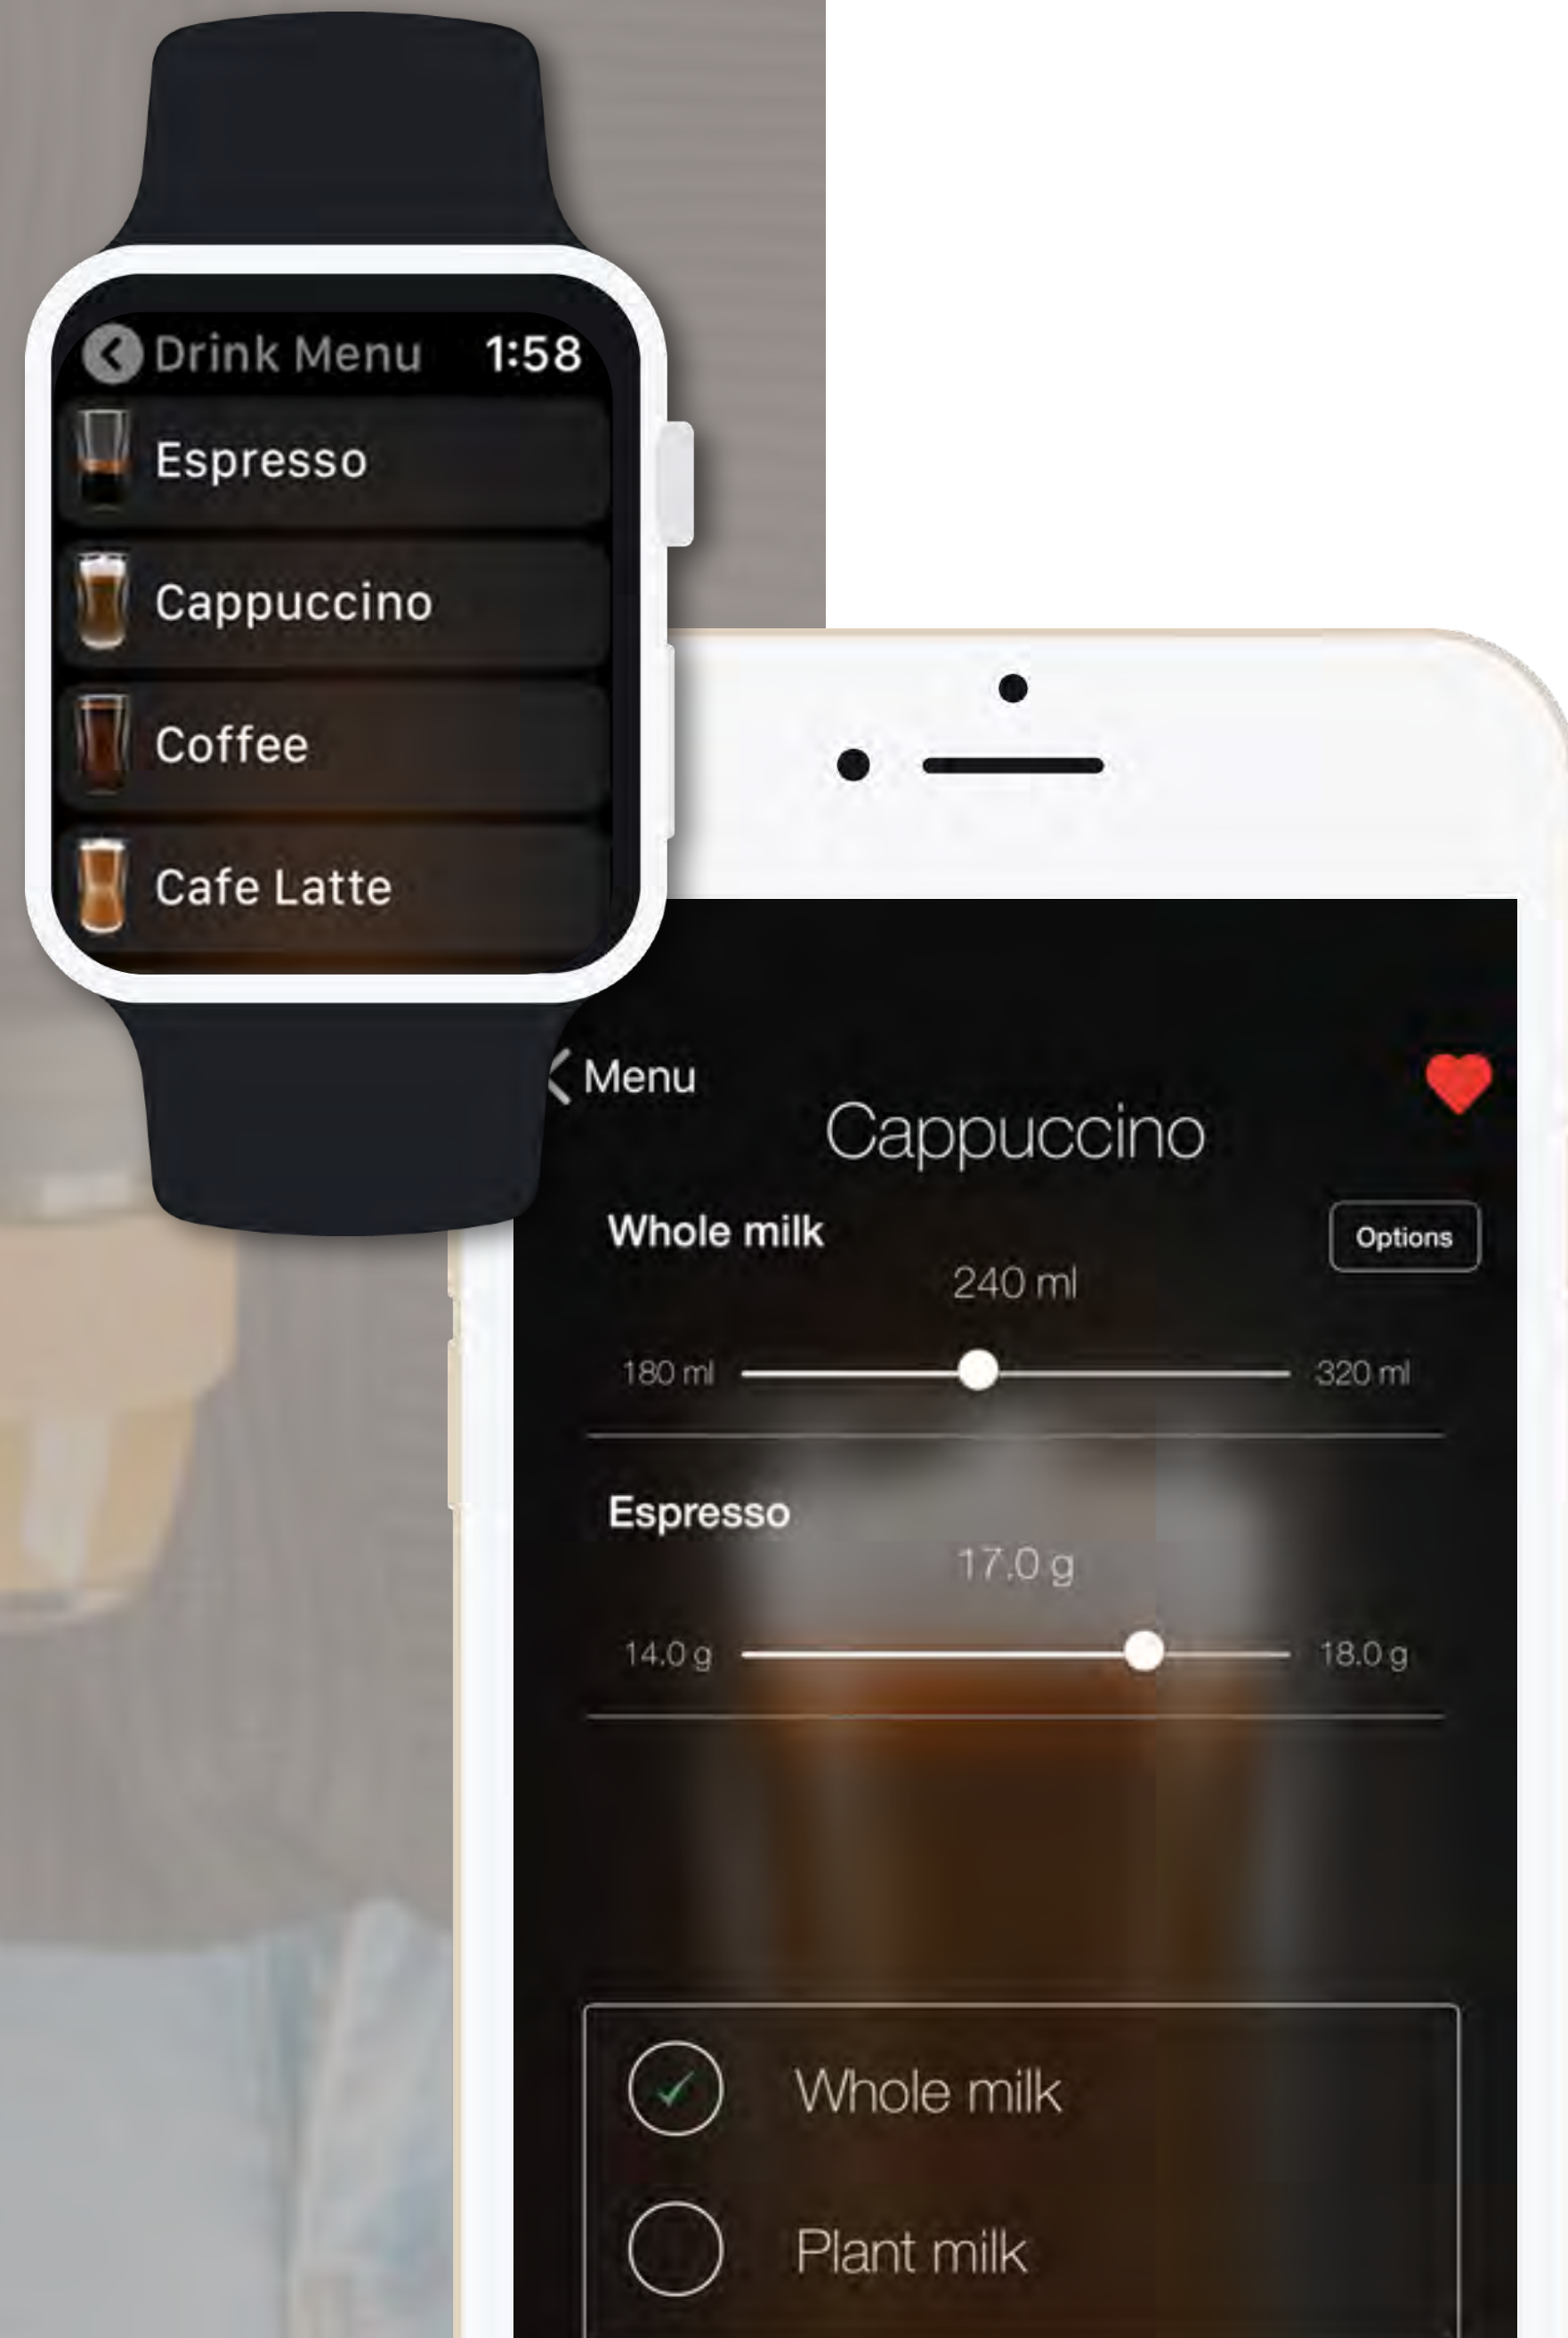 Drink Menu 1:58
Espresso
Cappuccino
Coffee
Cafe Latte
Menu
Cappuccino
Whole milk
Options
240 ml
180 ml 320 ml
Espresso
17.0 g
14.0 g 18.0 g
Whole milk
Plant milk